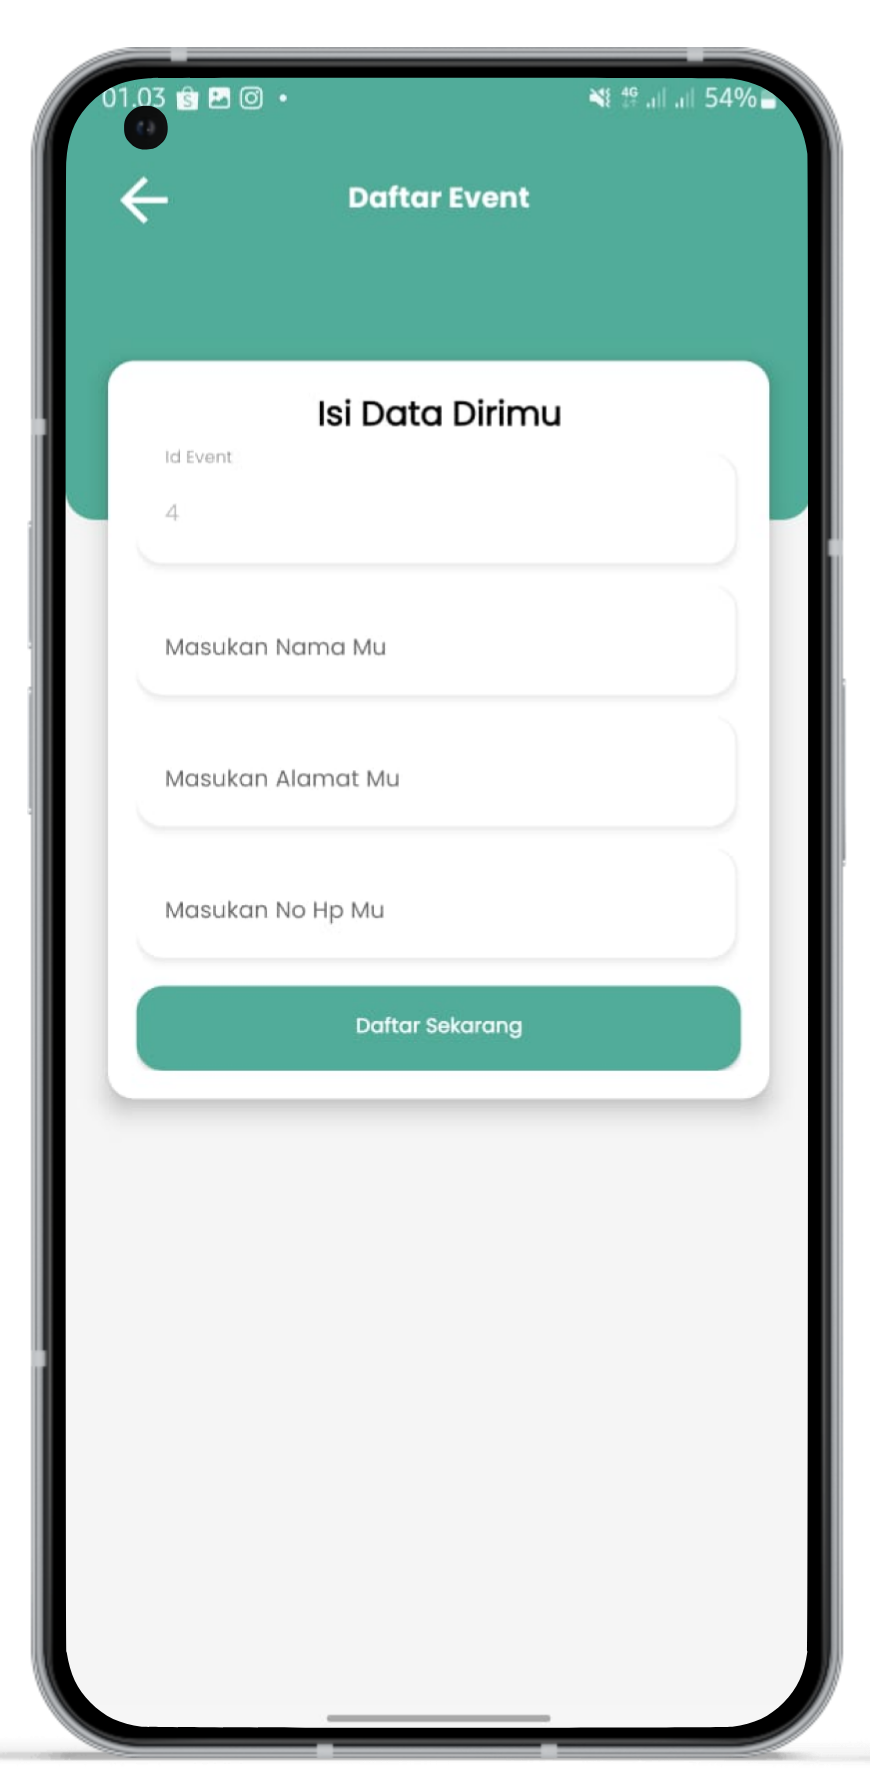 01.03
4G
54%
Daftar Event
Isi Data Dirimu
Id Event
4
Masukan Nama Mu
Masukan Alamat Mu
Masukan No Hp Mu
Daftar Sekarang